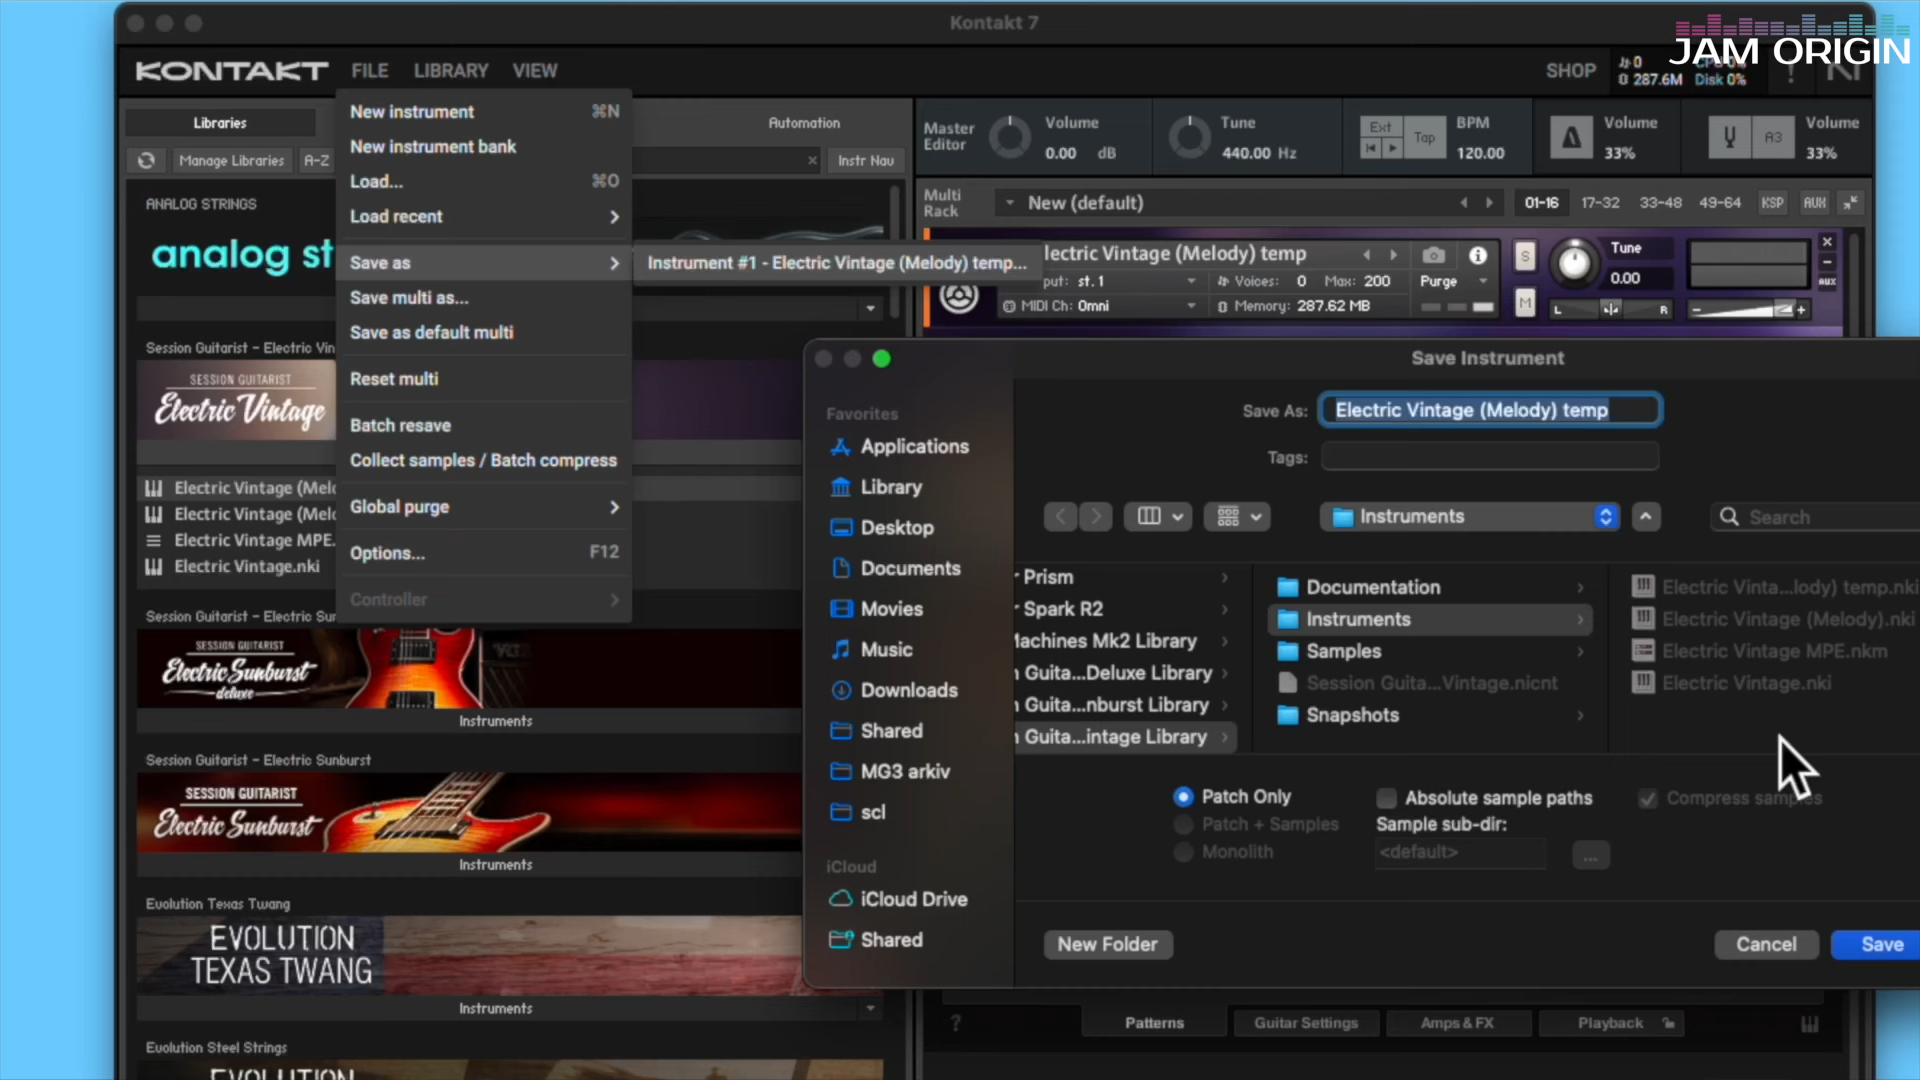 Kontakt 7
JAM ORIGIN
KONTAKT
FILE
LIBRARY
VIEW
SHOP
0
287.6M
Disk 0%
New instrument ⌘N
New instrument bank
Load... ⌘O
Load recent
Save as
Save multi as...
Save as default multi
Reset multi
Batch resave
Collect samples / Batch compress
Global purge
Options... F12
Controller
Instrument #1 - Electric Vintage (Melody) temp...
Libraries
Automation
Manage Libraries
A-Z
Instr Nav
ANALOG STRINGS
analog st
Session Guitarist - Electric Vin
SESSION GUITARIST
Electric Vintage
Electric Vintage (Melo
Electric Vintage (Melo
Electric Vintage MPE.
Electric Vintage.nki
Session Guitarist - Electric Sur
SESSION GUITARIST
Electric Sunburst
deluxe
Instruments
Session Guitarist - Electric Sunburst
SESSION GUITARIST
Electric Sunburst
Instruments
Evolution Texas Twang
EVOLUTION
TEXAS TWANG
Instruments
Evolution Steel Strings
EVOLUTION
Master
Editor
Volume
0.00 dB
Tune
440.00 Hz
Ext
Tap
BPM
120.00
Volume
33%
A3
Volume
33%
Multi
Rack
New (default)
01-16
17-32
33-48
49-64
KSP
AUX
lectric Vintage (Melody) temp
put: st.1
Voices: 0 Max: 200
Purge
MIDI Ch: Omni
Memory: 287.62 MB
S
M
Tune
0.00
L
R
AUX
Save Instrument
Save As: Electric Vintage (Melody) temp
Tags:
Instruments
Search
Favorites
Applications
Library
Desktop
Documents
Movies
Music
Downloads
Shared
MG3 arkiv
scl
iCloud
iCloud Drive
Shared
r Prism
r Spark R2
Machines Mk2 Library
n Guita...Deluxe Library
n Guita...nburst Library
n Guita...intage Library
Documentation
Instruments
Samples
Session Guita...Vintage.nicnt
Snapshots
Electric Vinta...lody) temp.nki
Electric Vintage (Melody).nki
Electric Vintage MPE.nkm
Electric Vintage.nki
Patch Only
Patch + Samples
Monolith
Absolute sample paths
Sample sub-dir:
<default>
...
Compress samples
New Folder
Cancel
Save
?
Patterns
Guitar Settings
Amps & FX
Playback